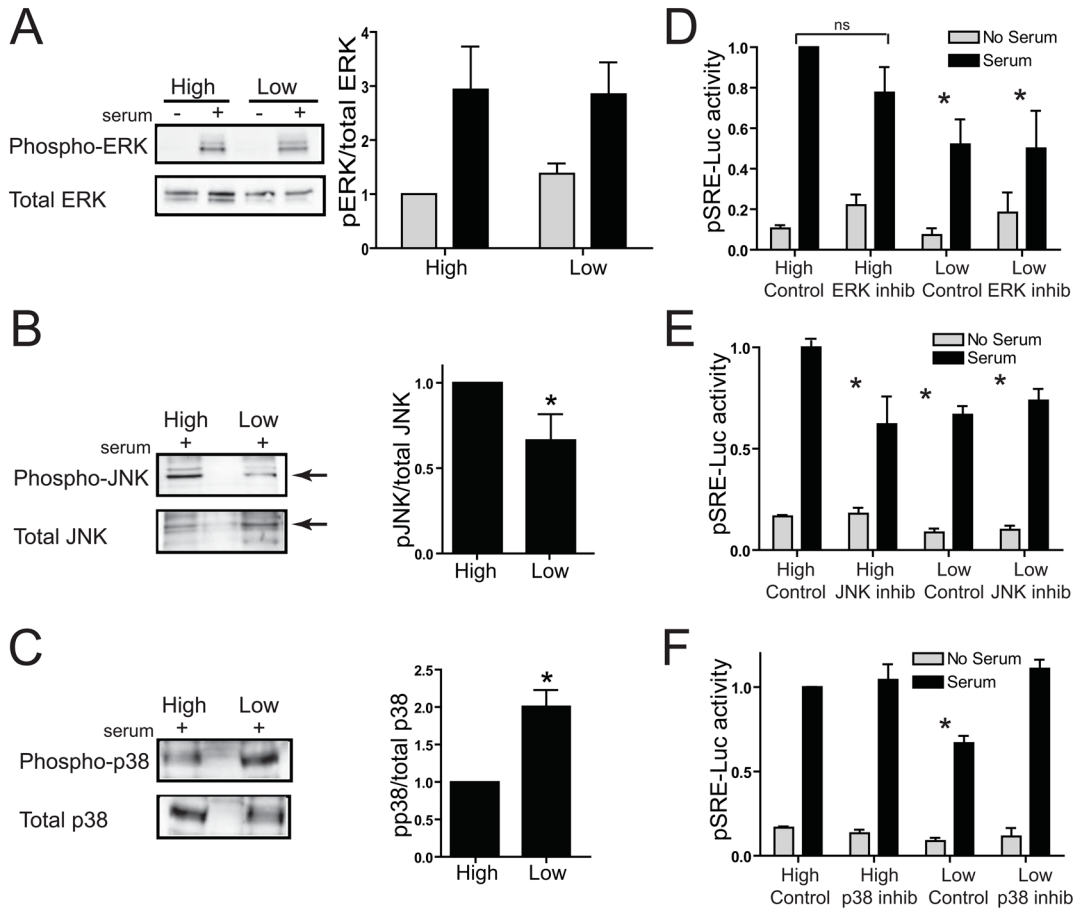 A
High Low
serum - + - +
Phospho-ERK
Total ERK
pERK/total ERK
4
3
2
1
0
High Low
D
ns
No Serum
Serum
pSRE-Luc activity
1.0
0.8
0.6
0.4
0.2
0.0
* *
High High Low Low
Control ERK inhib Control ERK inhib
B
High Low
serum + +
Phospho-JNK
Total JNK
pJNK/total JNK
1.0
0.5
0.0
*
High Low
E
No Serum
Serum
pSRE-Luc activity
1.0
0.5
0.0
* * *
High High Low Low
Control JNK inhib Control JNK inhib
C
High Low
serum + +
Phospho-p38
Total p38
pp38/total p38
2.5
2.0
1.5
1.0
0.5
0.0
*
High Low
F
No Serum
Serum
pSRE-Luc activity
1.0
0.5
0.0
*
High High Low Low
Control p38 inhib Control p38 inhib